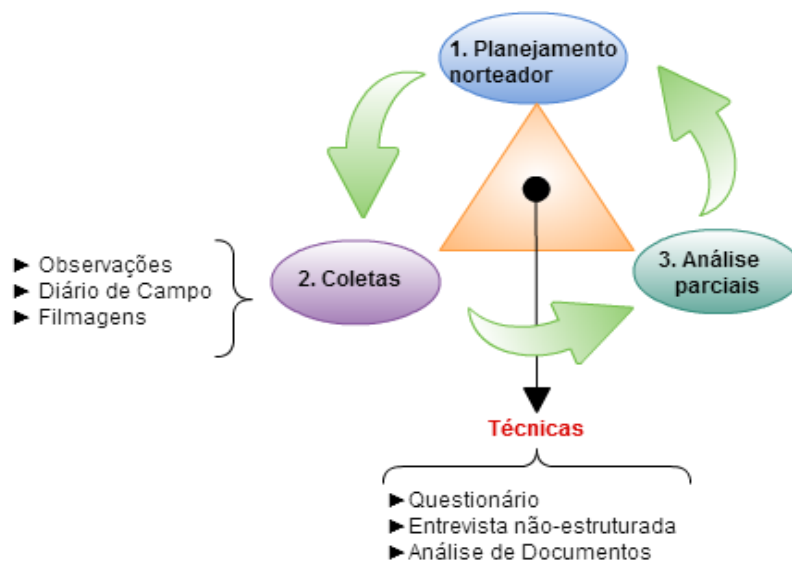 1. Planejamento
norteador
2. Coletas
3. Análise
parciais
► Observações
► Diário de Campo
► Filmagens
Técnicas
► Questionário
► Entrevista não-estruturada
► Análise de Documentos